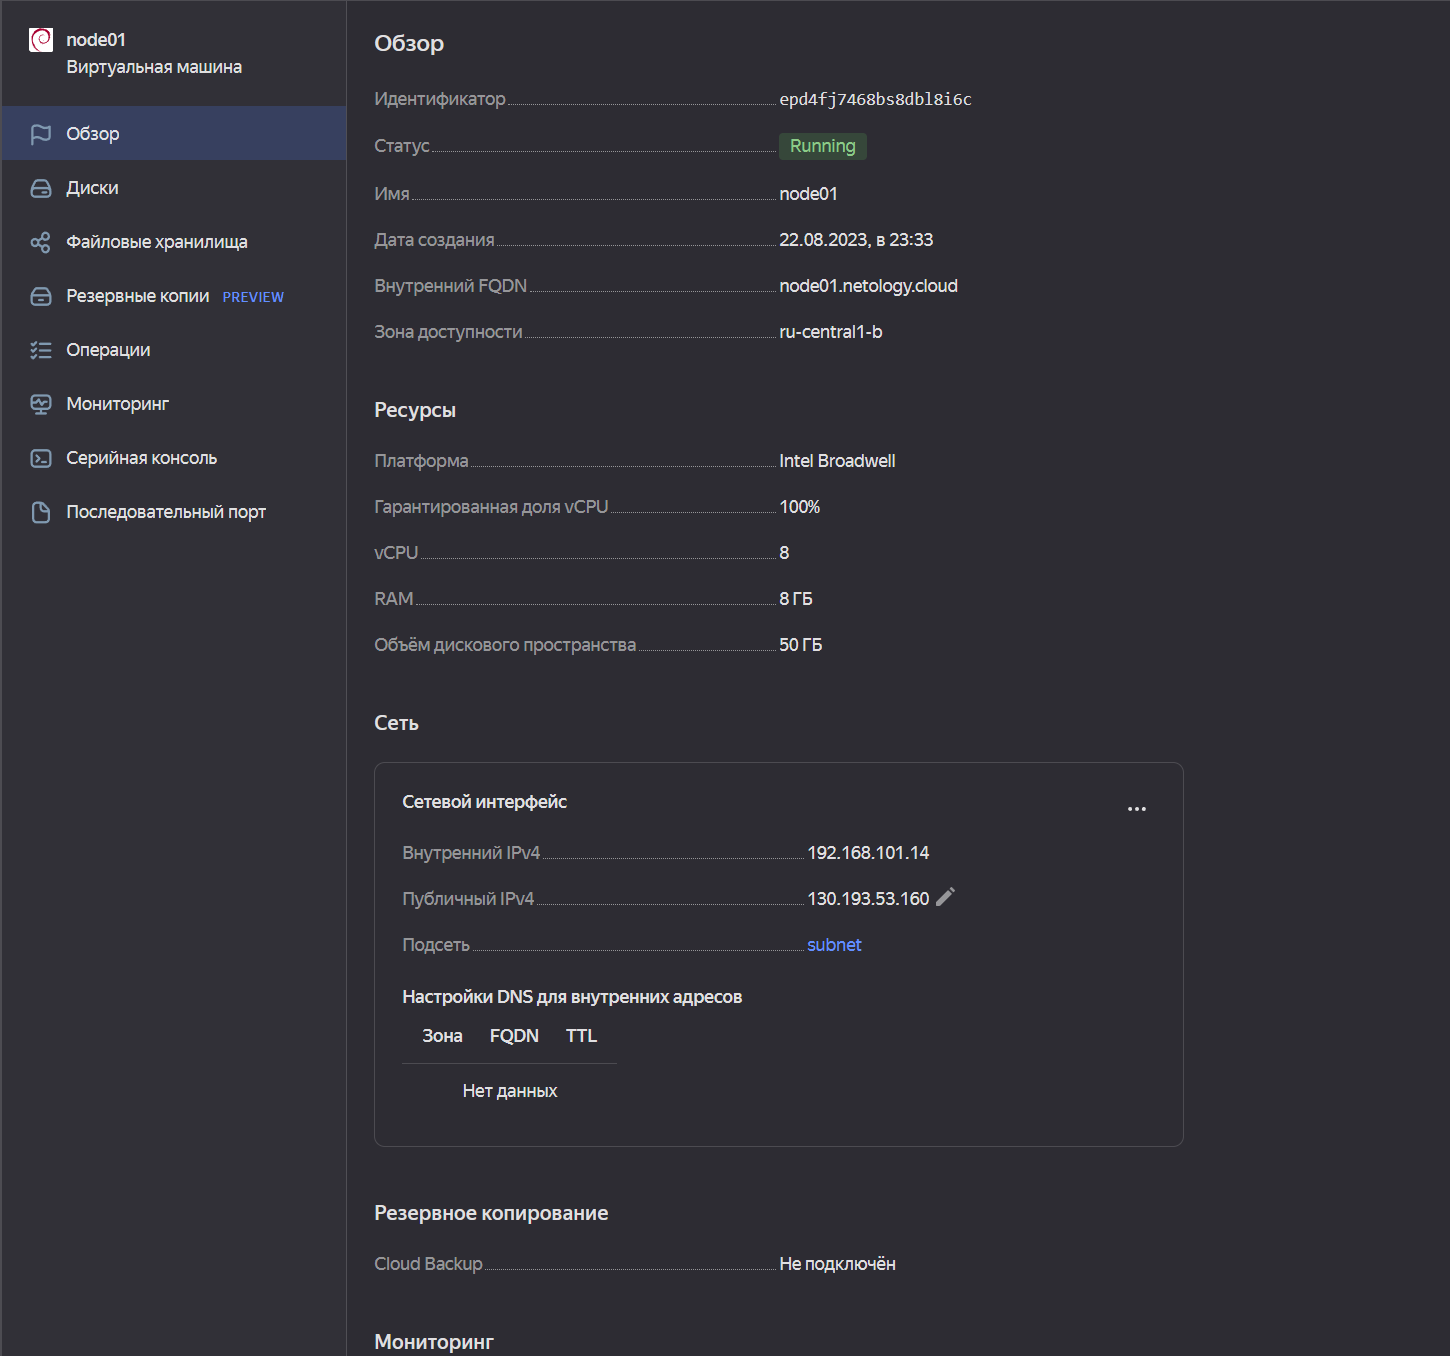 node01
Виртуальная машина
Обзор
Диски
Файловые хранилища
Резервные копии PREVIEW
Операции
Мониторинг
Серийная консоль
Последовательный порт
Обзор
Идентификатор epd4fj7468bs8dbl8i6c
Статус Running
Имя node01
Дата создания 22.08.2023, в 23:33
Внутренний FQDN node01.netology.cloud
Зона доступности ru-central1-b
Ресурсы
Платформа Intel Broadwell
Гарантированная доля vCPU 100%
vCPU 8
RAM 8 ГБ
Объём дискового пространства 50 ГБ
Сеть
Сетевой интерфейс
Внутренний IPv4 192.168.101.14
Публичный IPv4 130.193.53.160
Подсеть subnet
Настройки DNS для внутренних адресов
Зона FQDN TTL
Нет данных
Резервное копирование
Cloud Backup Не подключён
Мониторинг